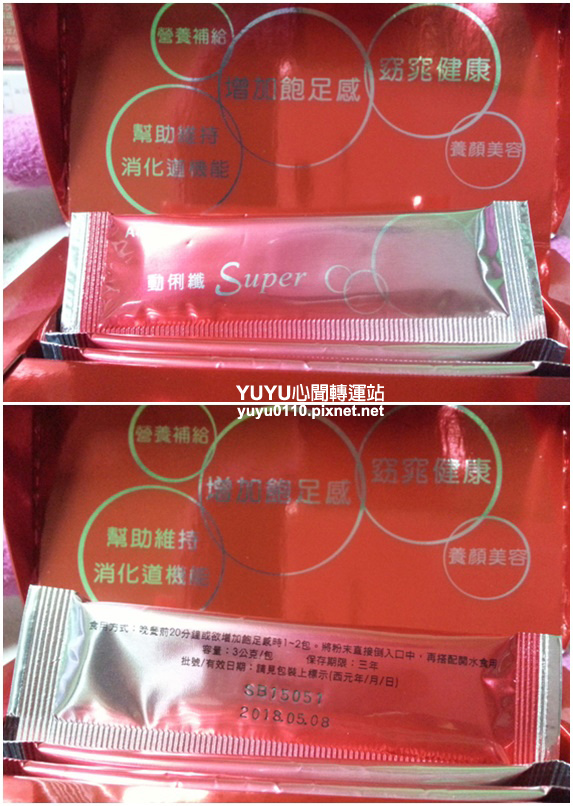 營養補給
增加飽足感
窈窕健康
幫助維持
消化道機能
養顏美容
動俐纖 Super
YUYU心聞轉運站
yuyu0110.pixnet.net
營養補給
增加飽足感
窈窕健康
幫助維持
消化道機能
養顏美容
食用方式：晚餐前20分鐘或欲增加飽足感時1~2包。將粉末直接倒入口中，再搭配開水食用
容量：3公克/包 保存期限：三年
批號/有效日期：請見包裝上標示(西元年/月/日)
SB15051
2018.05.08